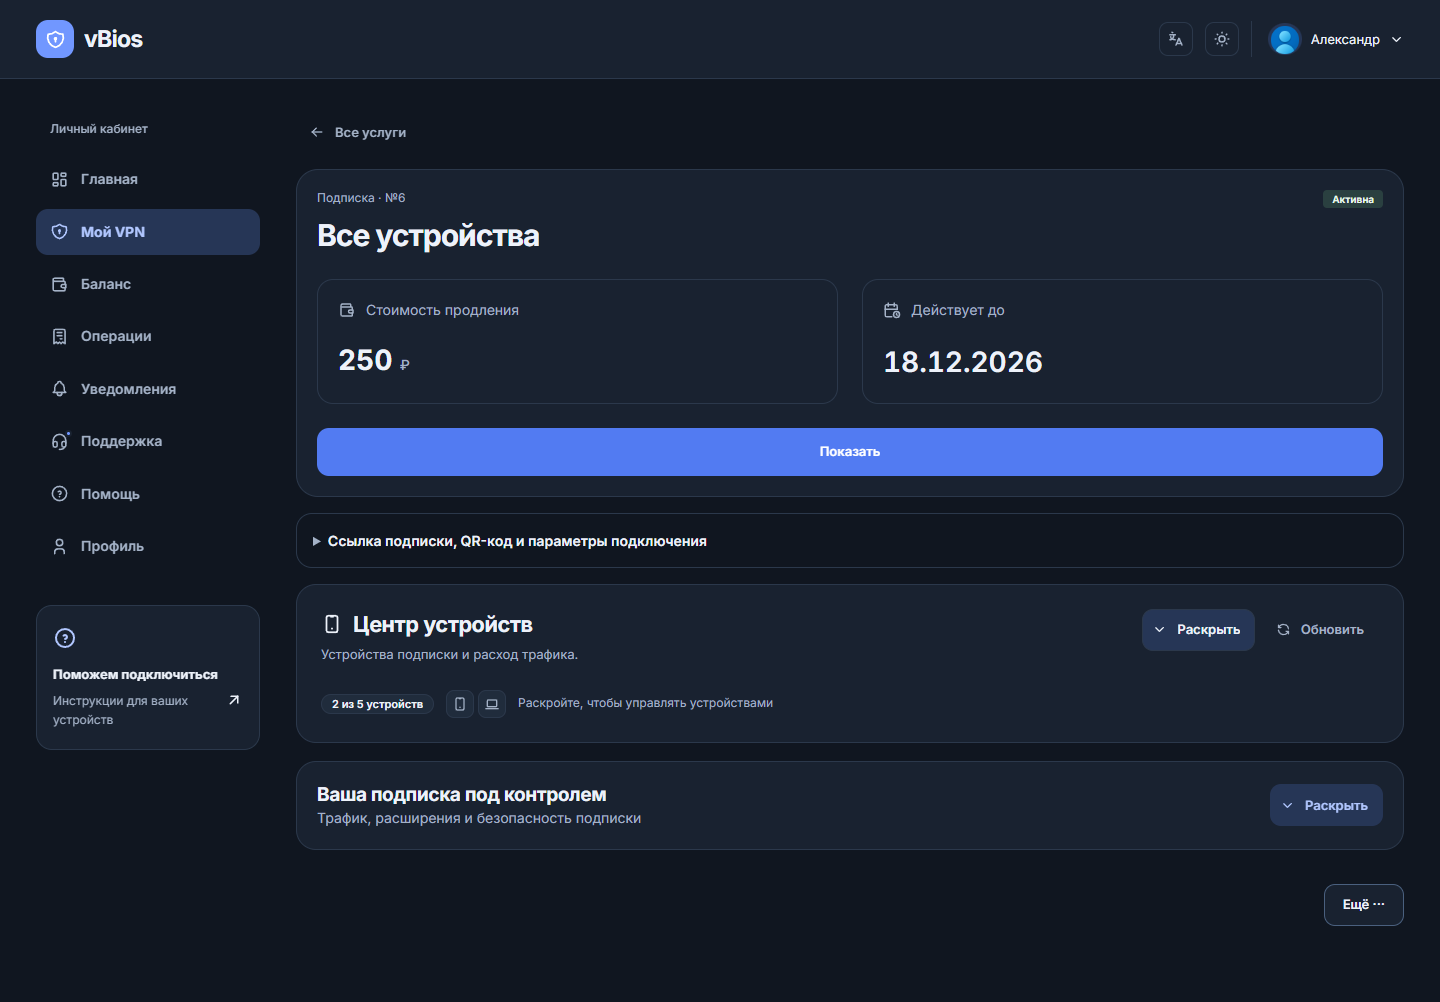 vBios
Александр
Личный кабинет
Главная
Мой VPN
Баланс
Операции
Уведомления
Поддержка
Помощь
Профиль
Поможем подключиться
Инструкции для ваших
устройств
Все услуги
Подписка · №6
Активна
Все устройства
Стоимость продления
250 ₽
Действует до
18.12.2026
Показать
Ссылка подписки, QR-код и параметры подключения
Центр устройств
Устройства подписки и расход трафика.
Раскрыть
Обновить
2 из 5 устройств
Раскройте, чтобы управлять устройствами
Ваша подписка под контролем
Трафик, расширения и безопасность подписки
Раскрыть
Ещё ···